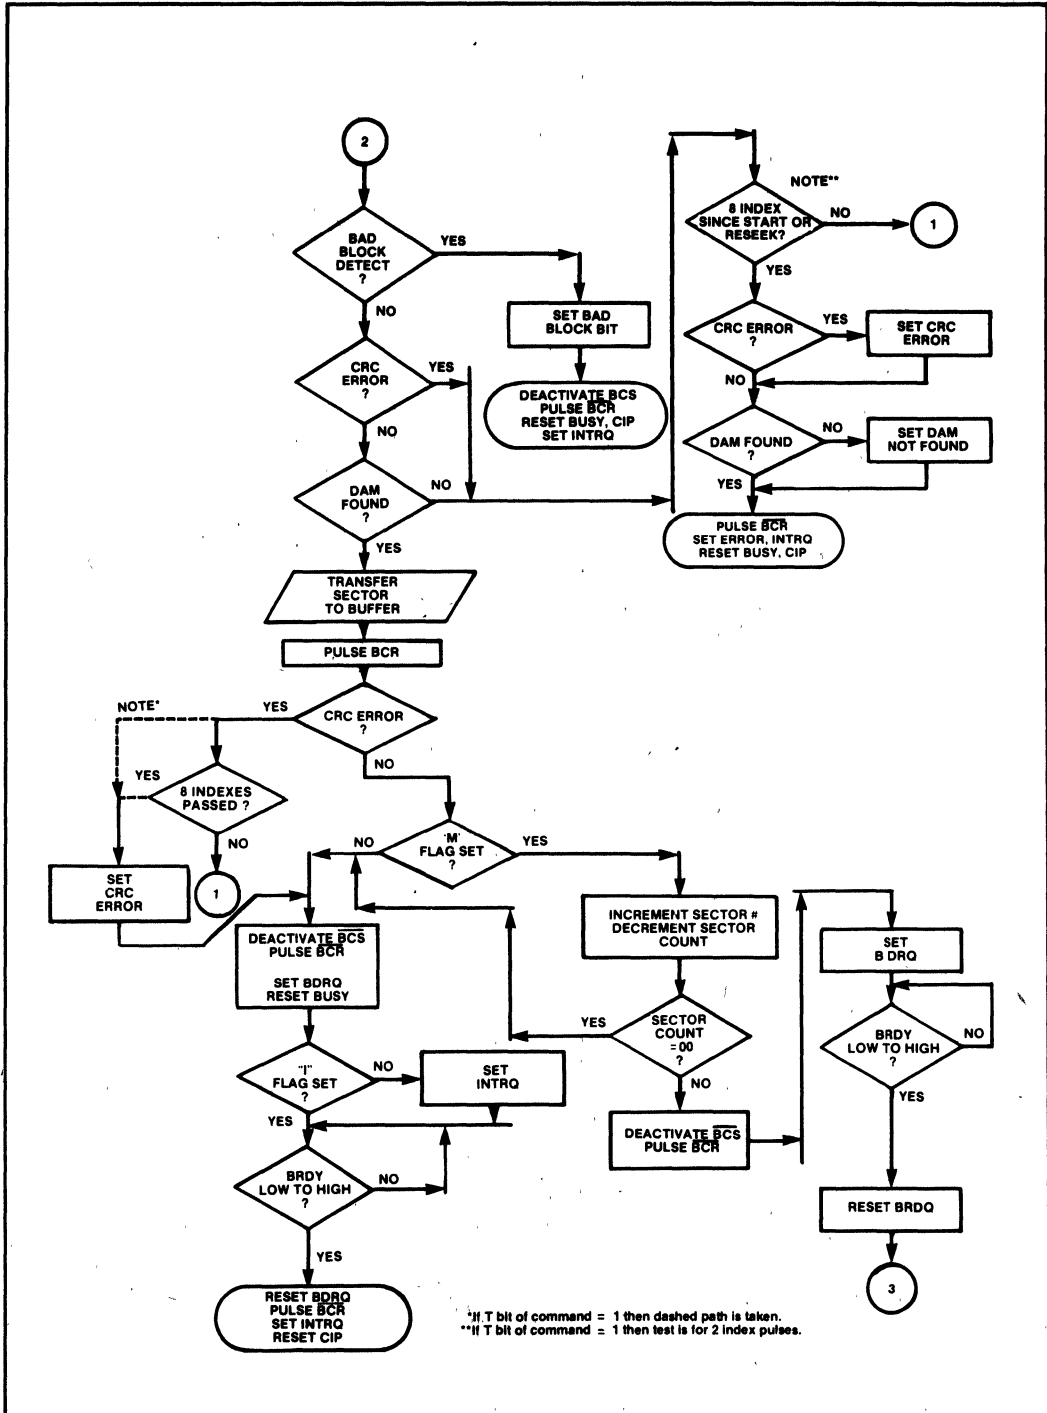 2
BAD
BLOCK
DETECT
?
YES
NO
SET BAD
BLOCK BIT
DEACTIVATE BCS
PULSE BCR
RESET BUSY, CIP
SET INTRQ
CRC
ERROR
?
YES
NO
DAM
FOUND
?
NO
YES
TRANSFER
SECTOR
TO BUFFER
PULSE BCR
CRC ERROR
?
YES
NO
NOTE*
8 INDEXES
PASSED ?
YES
NO
1
SET
CRC
ERROR
"M"
FLAG SET
?
NO
YES
DEACTIVATE BCS
PULSE BCR
SET BDRQ
RESET BUSY
"I"
FLAG SET
?
NO
YES
SET
INTRQ
BRDY
LOW TO HIGH
?
NO
YES
RESET BDRQ
PULSE BCR
SET INTRQ
RESET CIP
INCREMENT SECTOR #
DECREMENT SECTOR
COUNT
SECTOR
COUNT
= 00
?
YES
NO
DEACTIVATE BCS
PULSE BCR
SET
B DRQ
BRDY
LOW TO HIGH
?
NO
YES
RESET BRDQ
3
NOTE**
8 INDEX
SINCE START OR
RESEEK?
NO
1
YES
CRC ERROR
?
YES
SET CRC
ERROR
NO
DAM FOUND
?
NO
SET DAM
NOT FOUND
YES
PULSE BCR
SET ERROR, INTRQ
RESET BUSY, CIP
*If T bit of command = 1 then dashed path is taken.
**If T bit of command = 1 then test is for 2 index pulses.